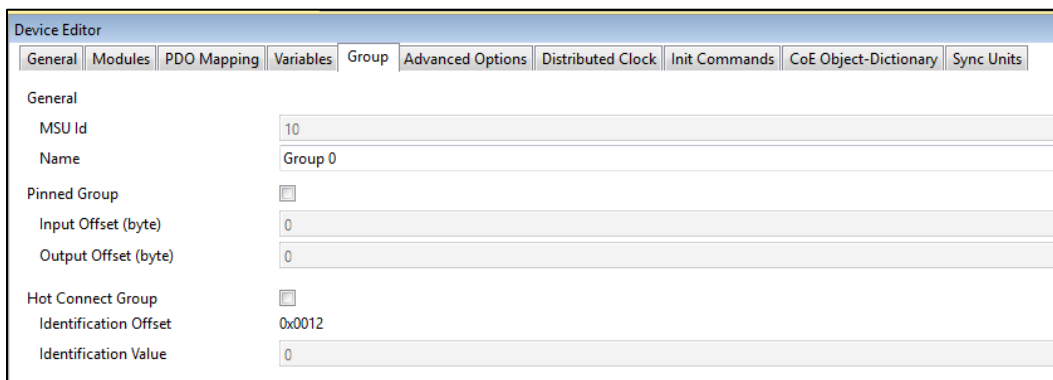 Device Editor
General Modules PDO Mapping Variables Group Advanced Options Distributed Clock Init Commands CoE Object-Dictionary Sync Units
General
MSU Id 10
Name Group 0
Pinned Group
Input Offset (byte) 0
Output Offset (byte) 0
Hot Connect Group
Identification Offset 0x0012
Identification Value 0